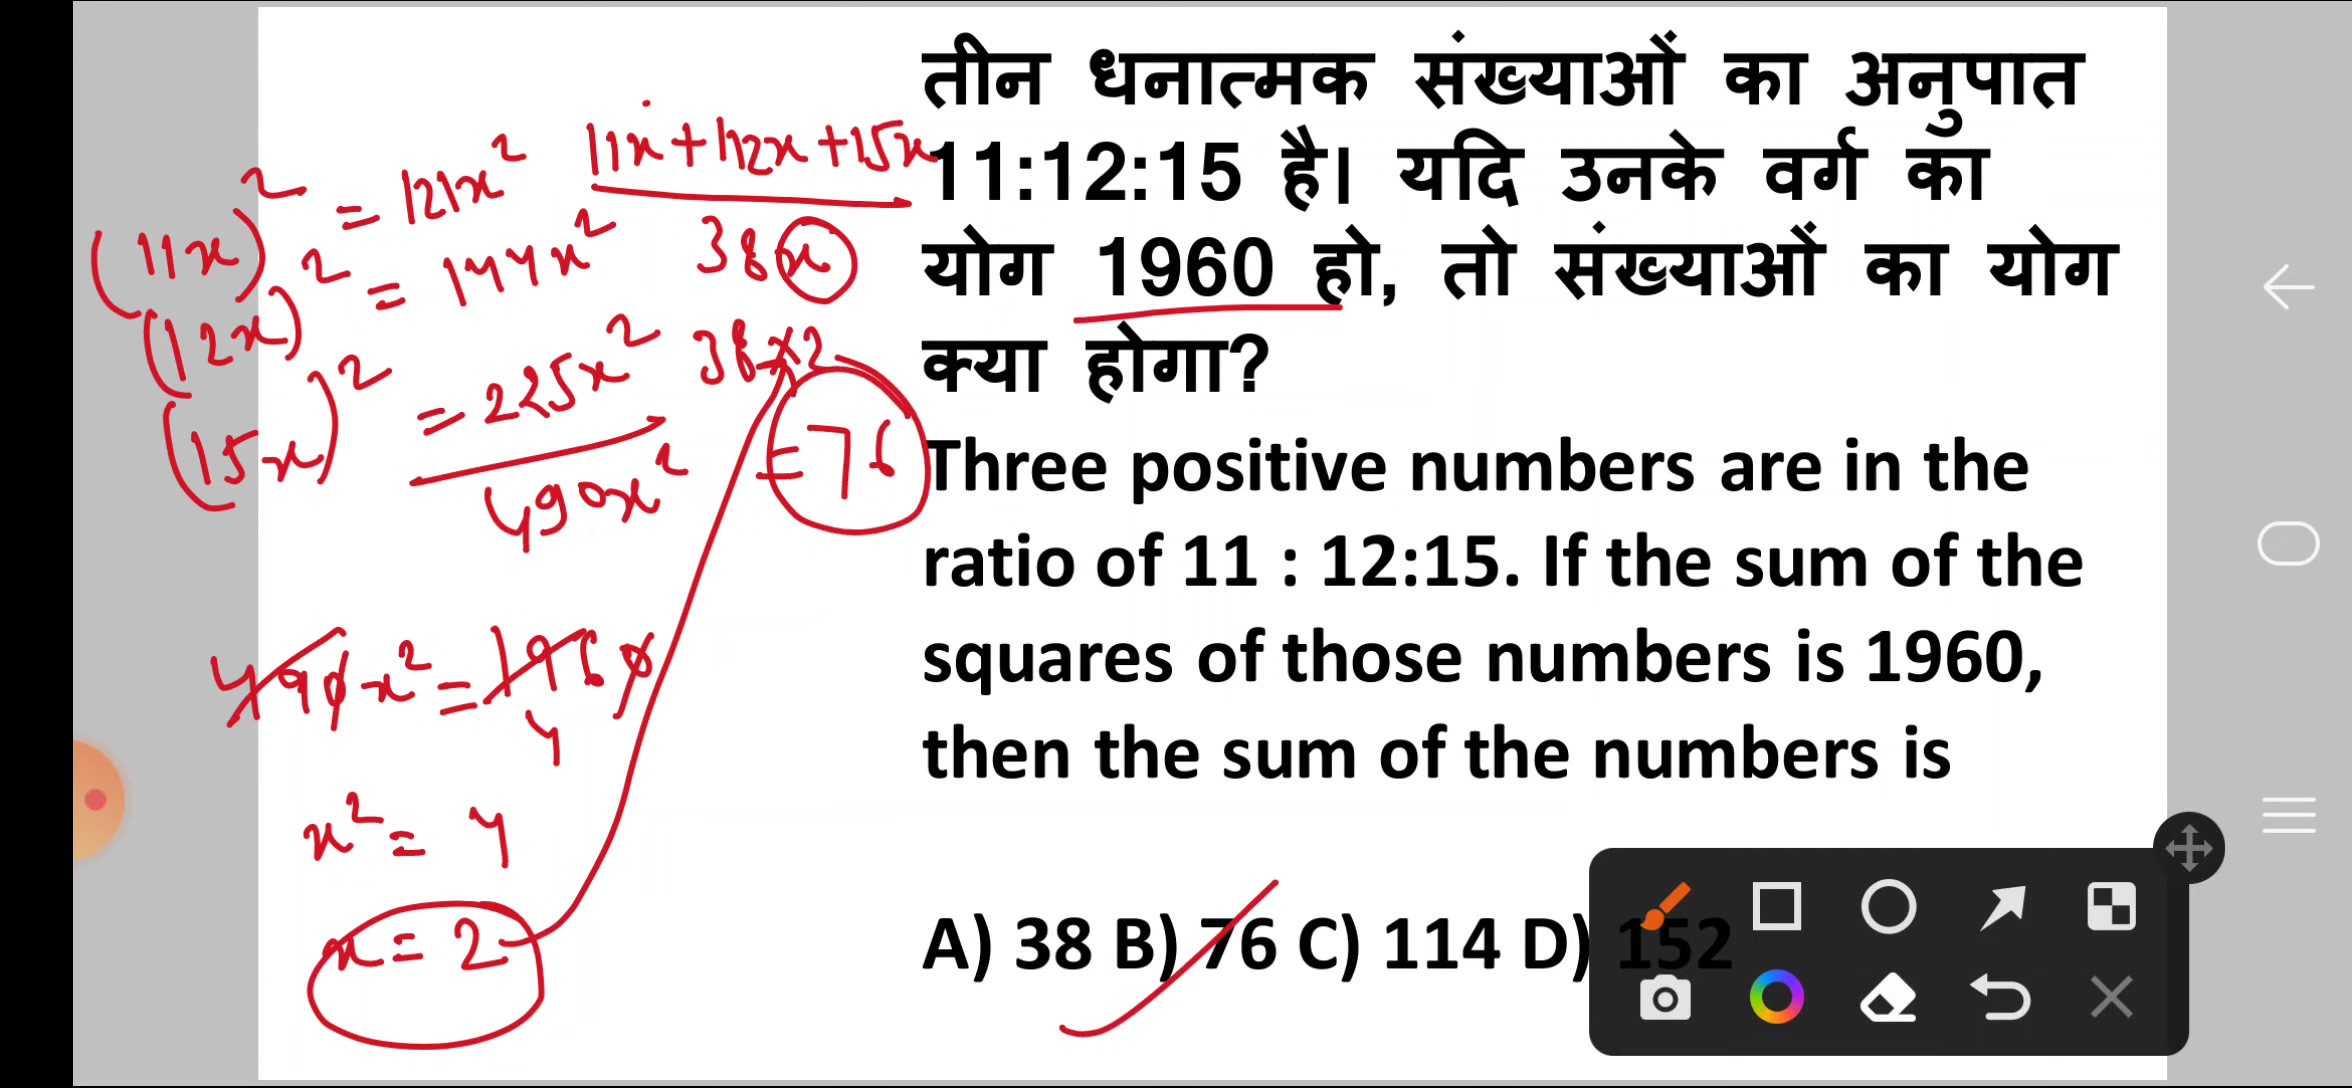 तीन धनात्मक संख्याओं का अनुपात
11:12:15 है। यदि उनके वर्ग का
योग 1960 हो, तो संख्याओं का योग
क्या होगा?
Three positive numbers are in the
ratio of 11 : 12:15. If the sum of the
squares of those numbers is 1960,
then the sum of the numbers is
A) 38 B) 76 C) 114 D) 152
(11x)² = 121x²
(12x)² = 144x²
(15x)² = 225x²
490x²
490x² = 1960
4
x² = 4
x = 2
11x+12x+15x
38x
38×2
=76